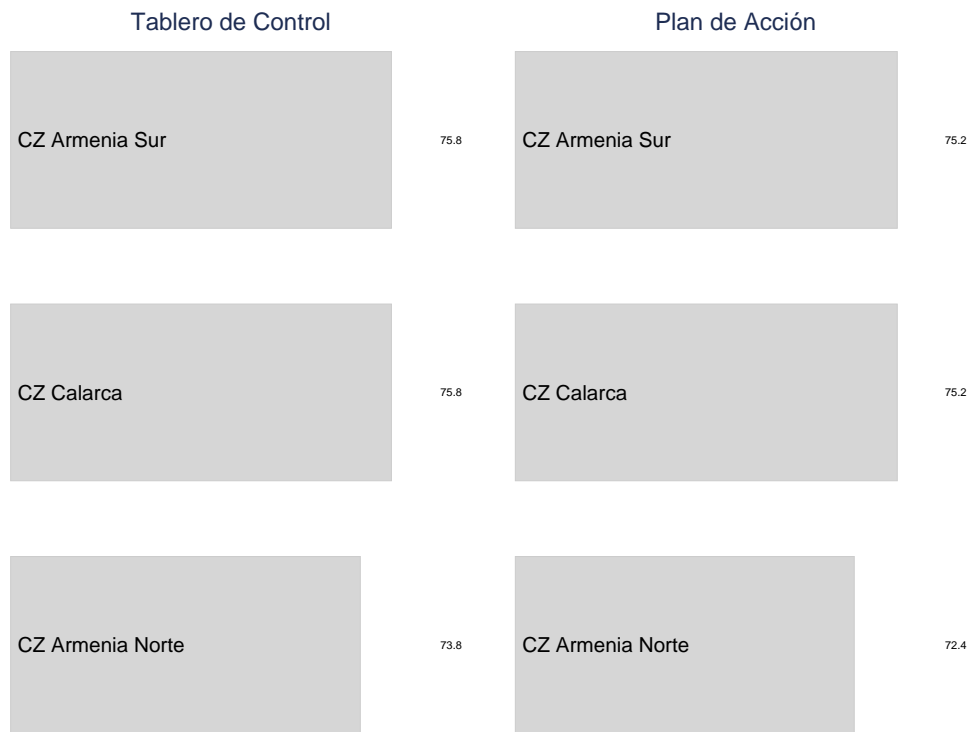 Tablero de Control
CZ Armenia Sur 75.8
CZ Calarca 75.8
CZ Armenia Norte 73.8
Plan de Acción
CZ Armenia Sur 75.2
CZ Calarca 75.2
CZ Armenia Norte 72.4